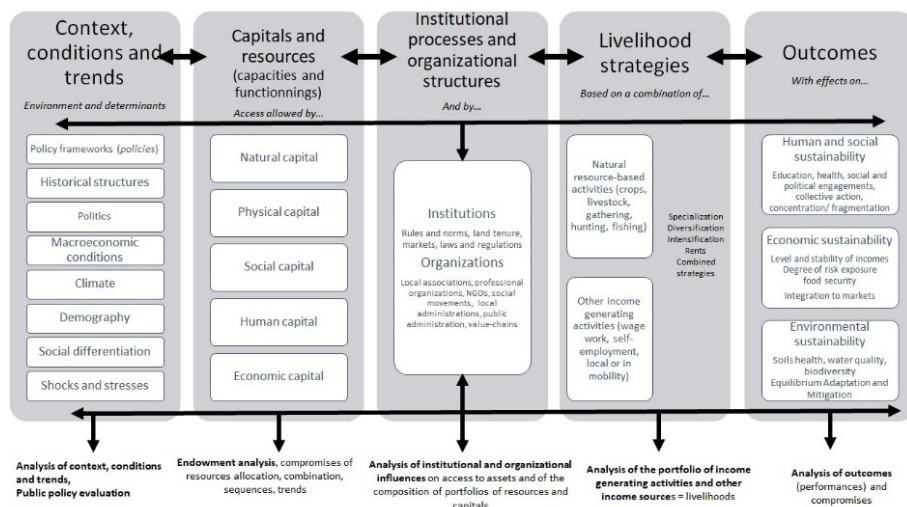 Context,
conditions and
trends
Environment and determinants
Policy frameworks (policies)
Historical structures
Politics
Macroeconomic
conditions
Climate
Demography
Social differentiation
Shocks and stresses
Analysis of context, conditions
and trends,
Public policy evaluation
Capitals and
resources
(capacities and
functionnings)
Access allowed by...
Natural capital
Physical capital
Social capital
Human capital
Economic capital
Endowment analysis, compromises of
resources allocation, combination,
sequences, trends
Institutional
processes and
organizational
structures
And by...
Institutions
Rules and norms, land tenure,
markets, laws and regulations
Organizations
Local associations, professional
organizations, NGOs, social
movements, local
administrations, public
administration, value-chains
Analysis of institutional and organizational
influences on access to assets and of the
composition of portfolios of resources and
capitals
Livelihood
strategies
Based on a combination of...
Natural
resource-based
activities (crops,
livestock,
gathering,
hunting, fishing)
Other income
generating
activities (wage
work, self-
employment,
local or in
mobility)
Specialization
Diversification
Intensification
Rents
Combined
strategies
Analysis of the portfolio of income
generating activities and other
income sources = livelihoods
Outcomes
With effects on...
Human and social
sustainability
Education, health, social and
political engagements,
collective action,
concentration/ fragmentation
Economic sustainability
Level and stability of incomes
Degree of risk exposure
food security
Integration to markets
Environmental
sustainability
Soils health, water quality,
biodiversity
Equilibrium Adaptation and
Mitigation
Analysis of outcomes
(performances) and
compromises